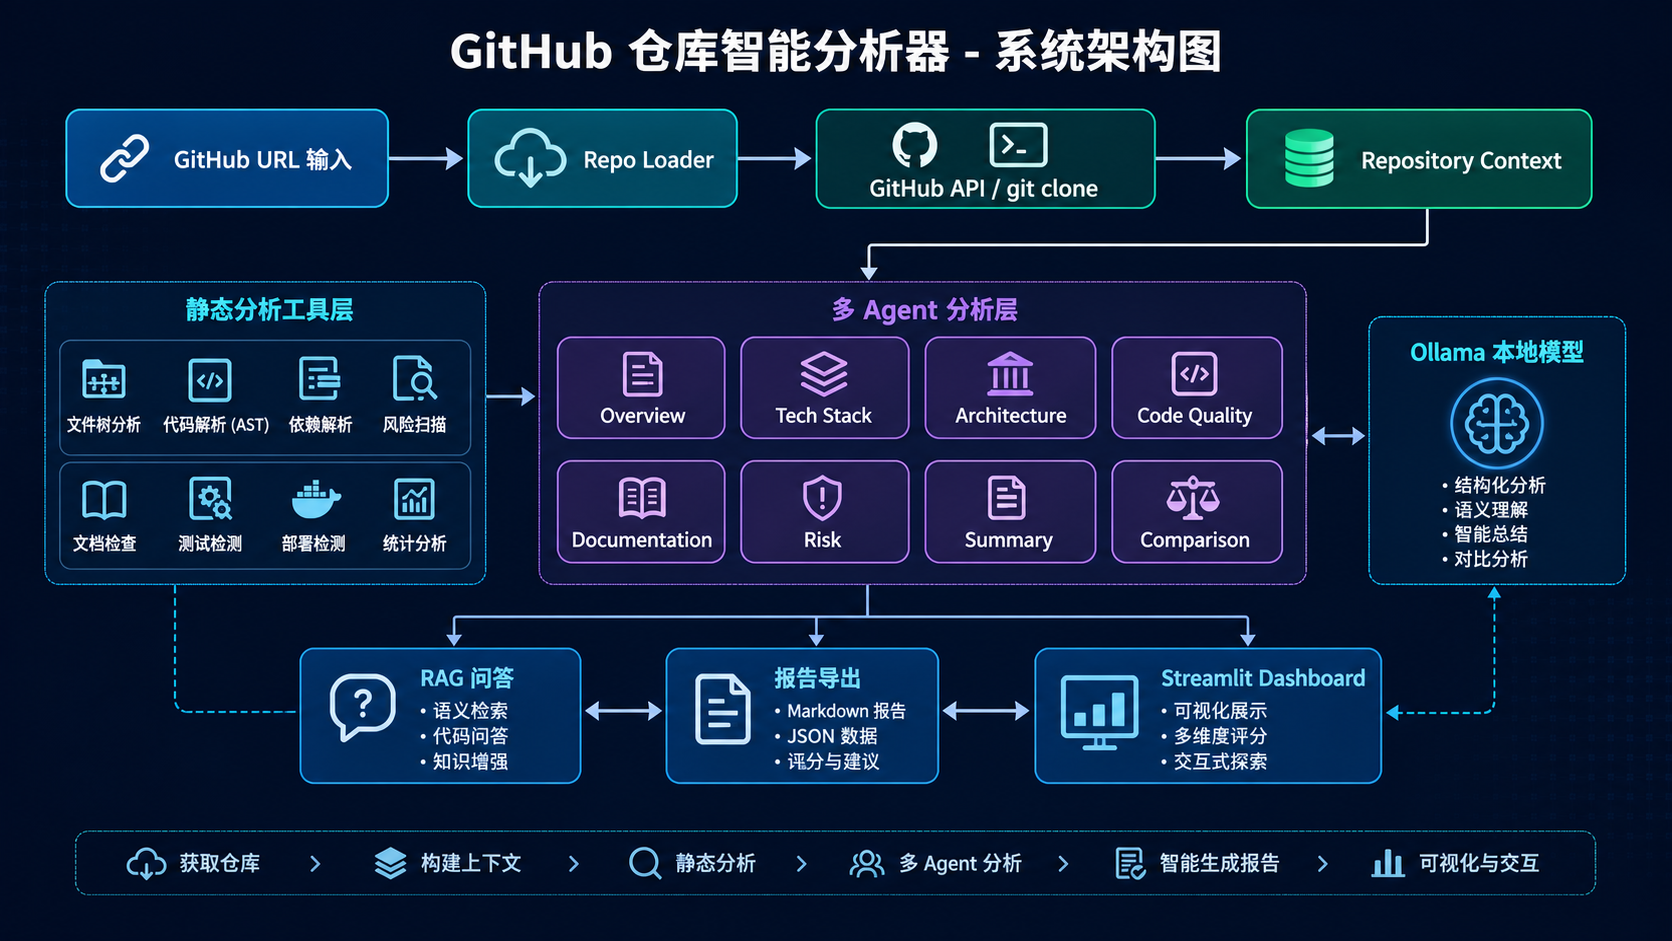 GitHub 仓库智能分析器 - 系统架构图
GitHub URL 输入
Repo Loader
GitHub API / git clone
Repository Context
静态分析工具层
文件树分析
代码解析 (AST)
依赖解析
风险扫描
文档检查
测试检测
部署检测
统计分析
多 Agent 分析层
Overview
Tech Stack
Architecture
Code Quality
Documentation
Risk
Summary
Comparison
Ollama 本地模型
• 结构化分析
• 语义理解
• 智能总结
• 对比分析
RAG 问答
• 语义检索
• 代码问答
• 知识增强
报告导出
• Markdown 报告
• JSON 数据
• 评分与建议
Streamlit Dashboard
• 可视化展示
• 多维度评分
• 交互式探索
获取仓库
构建上下文
静态分析
多 Agent 分析
智能生成报告
可视化与交互